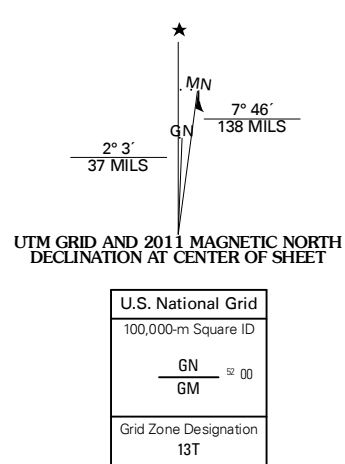 ★
MN
GN
7° 46´
138 MILS
2° 3´
37 MILS
UTM GRID AND 2011 MAGNETIC NORTH
DECLINATION AT CENTER OF SHEET
U.S. National Grid
100,000-m Square ID
GN
52 00
GM
Grid Zone Designation
13T